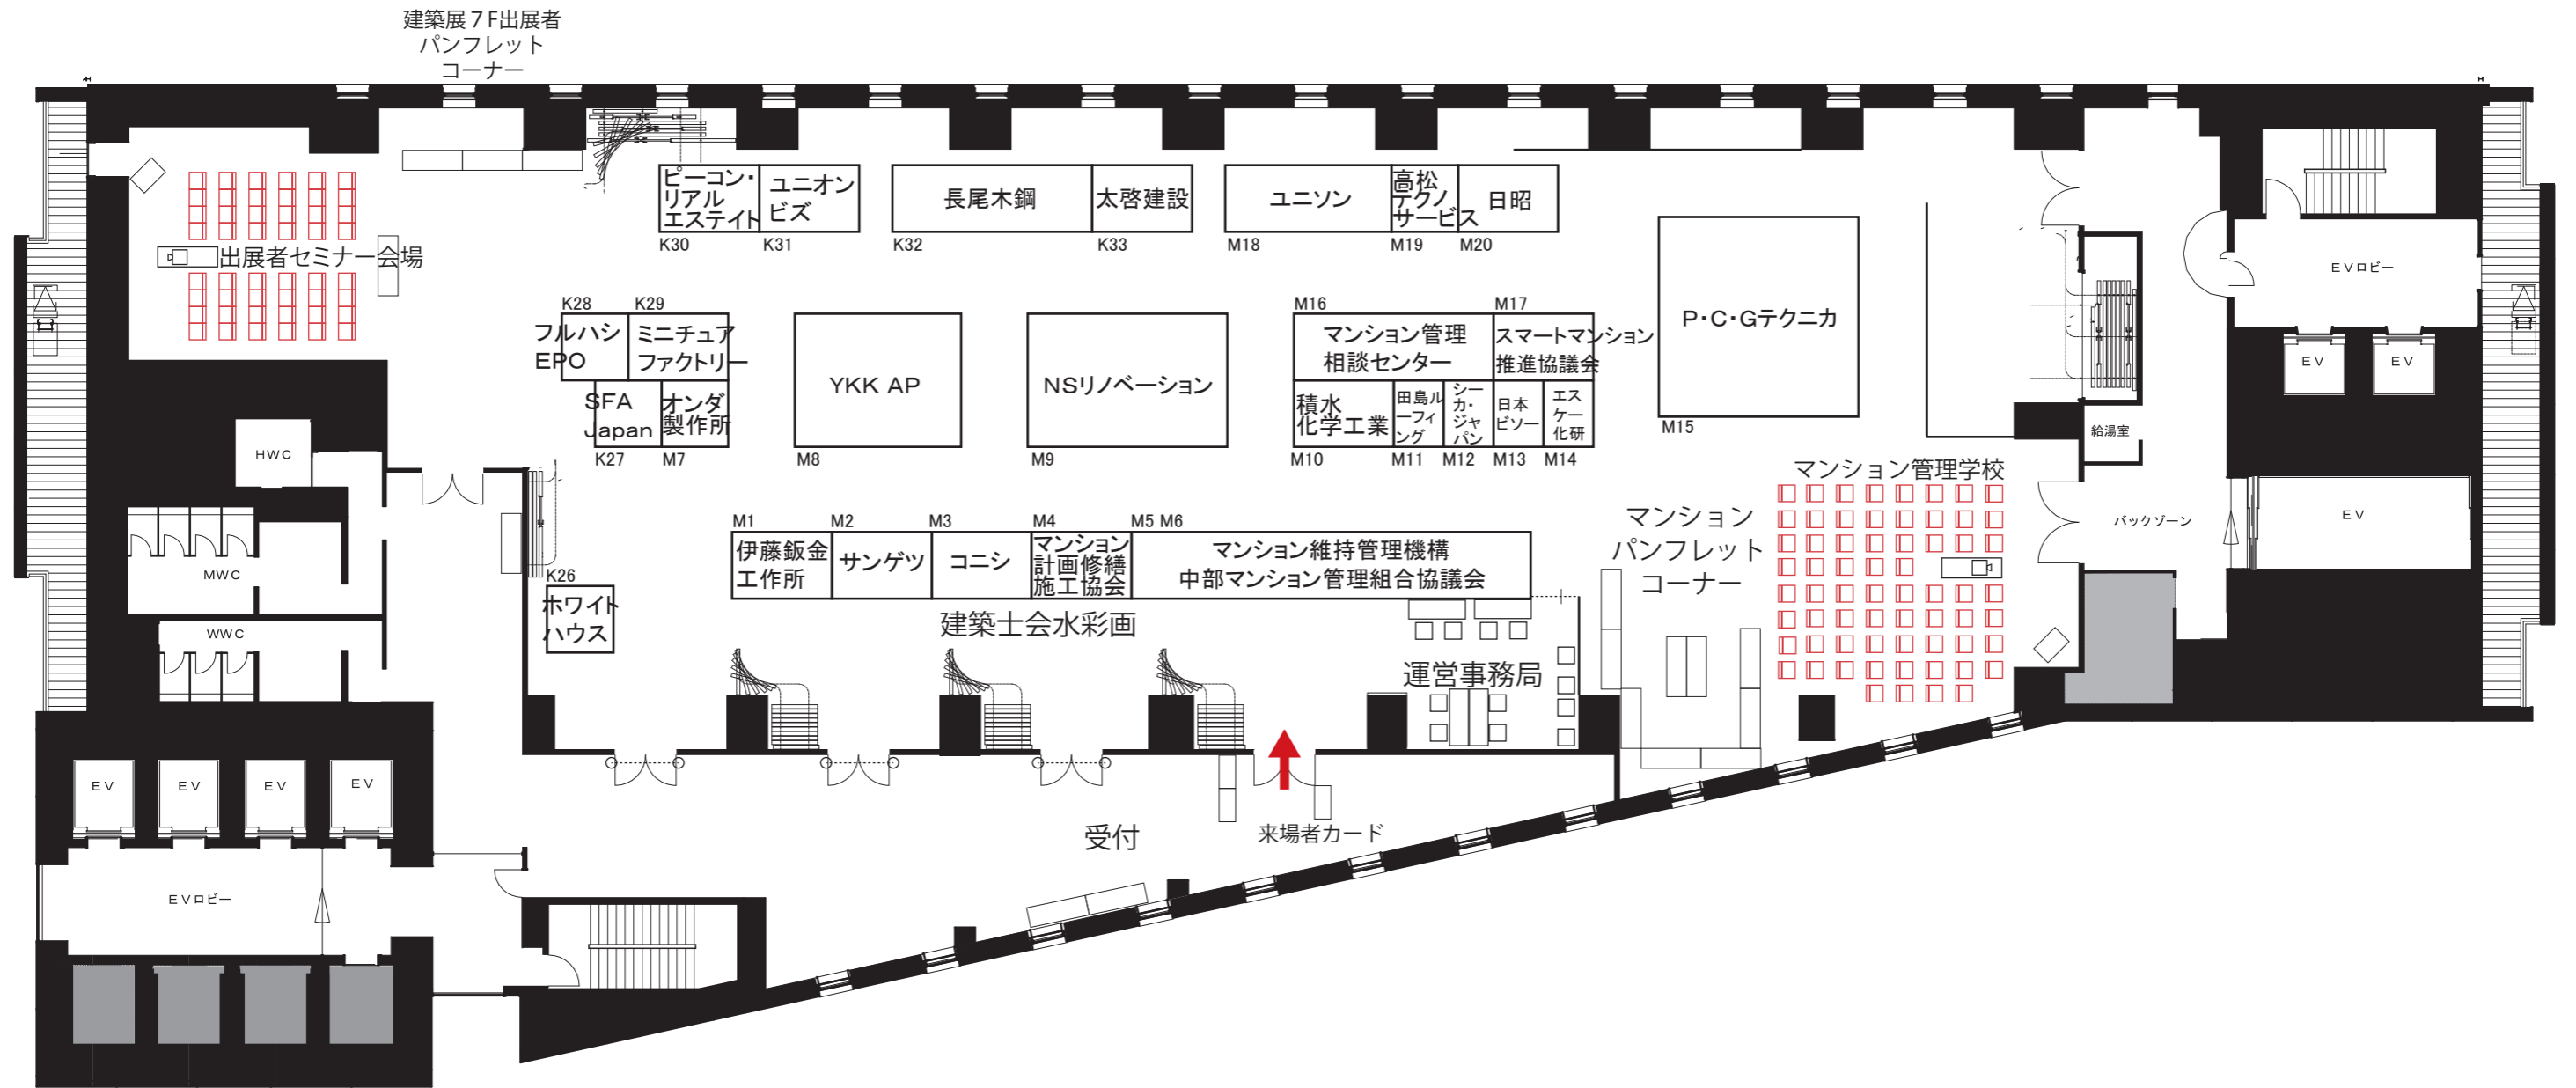 建築展7F出展者
パンフレット
コーナー
ピーコン・
リアル
エステイト
ユニオン
ビズ
長尾木鋼
太啓建設
ユニソン
高松
テクノ
サービス
日昭
K30
K31
K32
K33
M18
M19
M20
出展者セミナー会場
EVロビー
K28
K29
M16
M17
フルハシ
EPO
ミニチュア
ファクトリー
YKK AP
NSリノベーション
マンション管理
相談センター
スマートマンション
推進協議会
P・C・Gテクニカ
EV
EV
SFA
Japan
オンダ
製作所
積水
化学工業
田島ル
ーフィ
ング
シー
カ・
ジャ
パン
日本
ビソー
エス
ケー
化研
M15
給湯室
HWC
K27
M7
M8
M9
M10
M11
M12
M13
M14
マンション管理学校
マンション
パンフレット
コーナー
バックゾーン
EV
M1
M2
M3
M4
M5 M6
伊藤鈑金
工作所
サンゲツ
コニシ
マンション
計画修繕
施工協会
マンション維持管理機構
中部マンション管理組合協議会
MWC
K26
ホワイト
ハウス
WWC
建築士会水彩画
運営事務局
EV
EV
EV
EV
受付
来場者カード
EVロビー